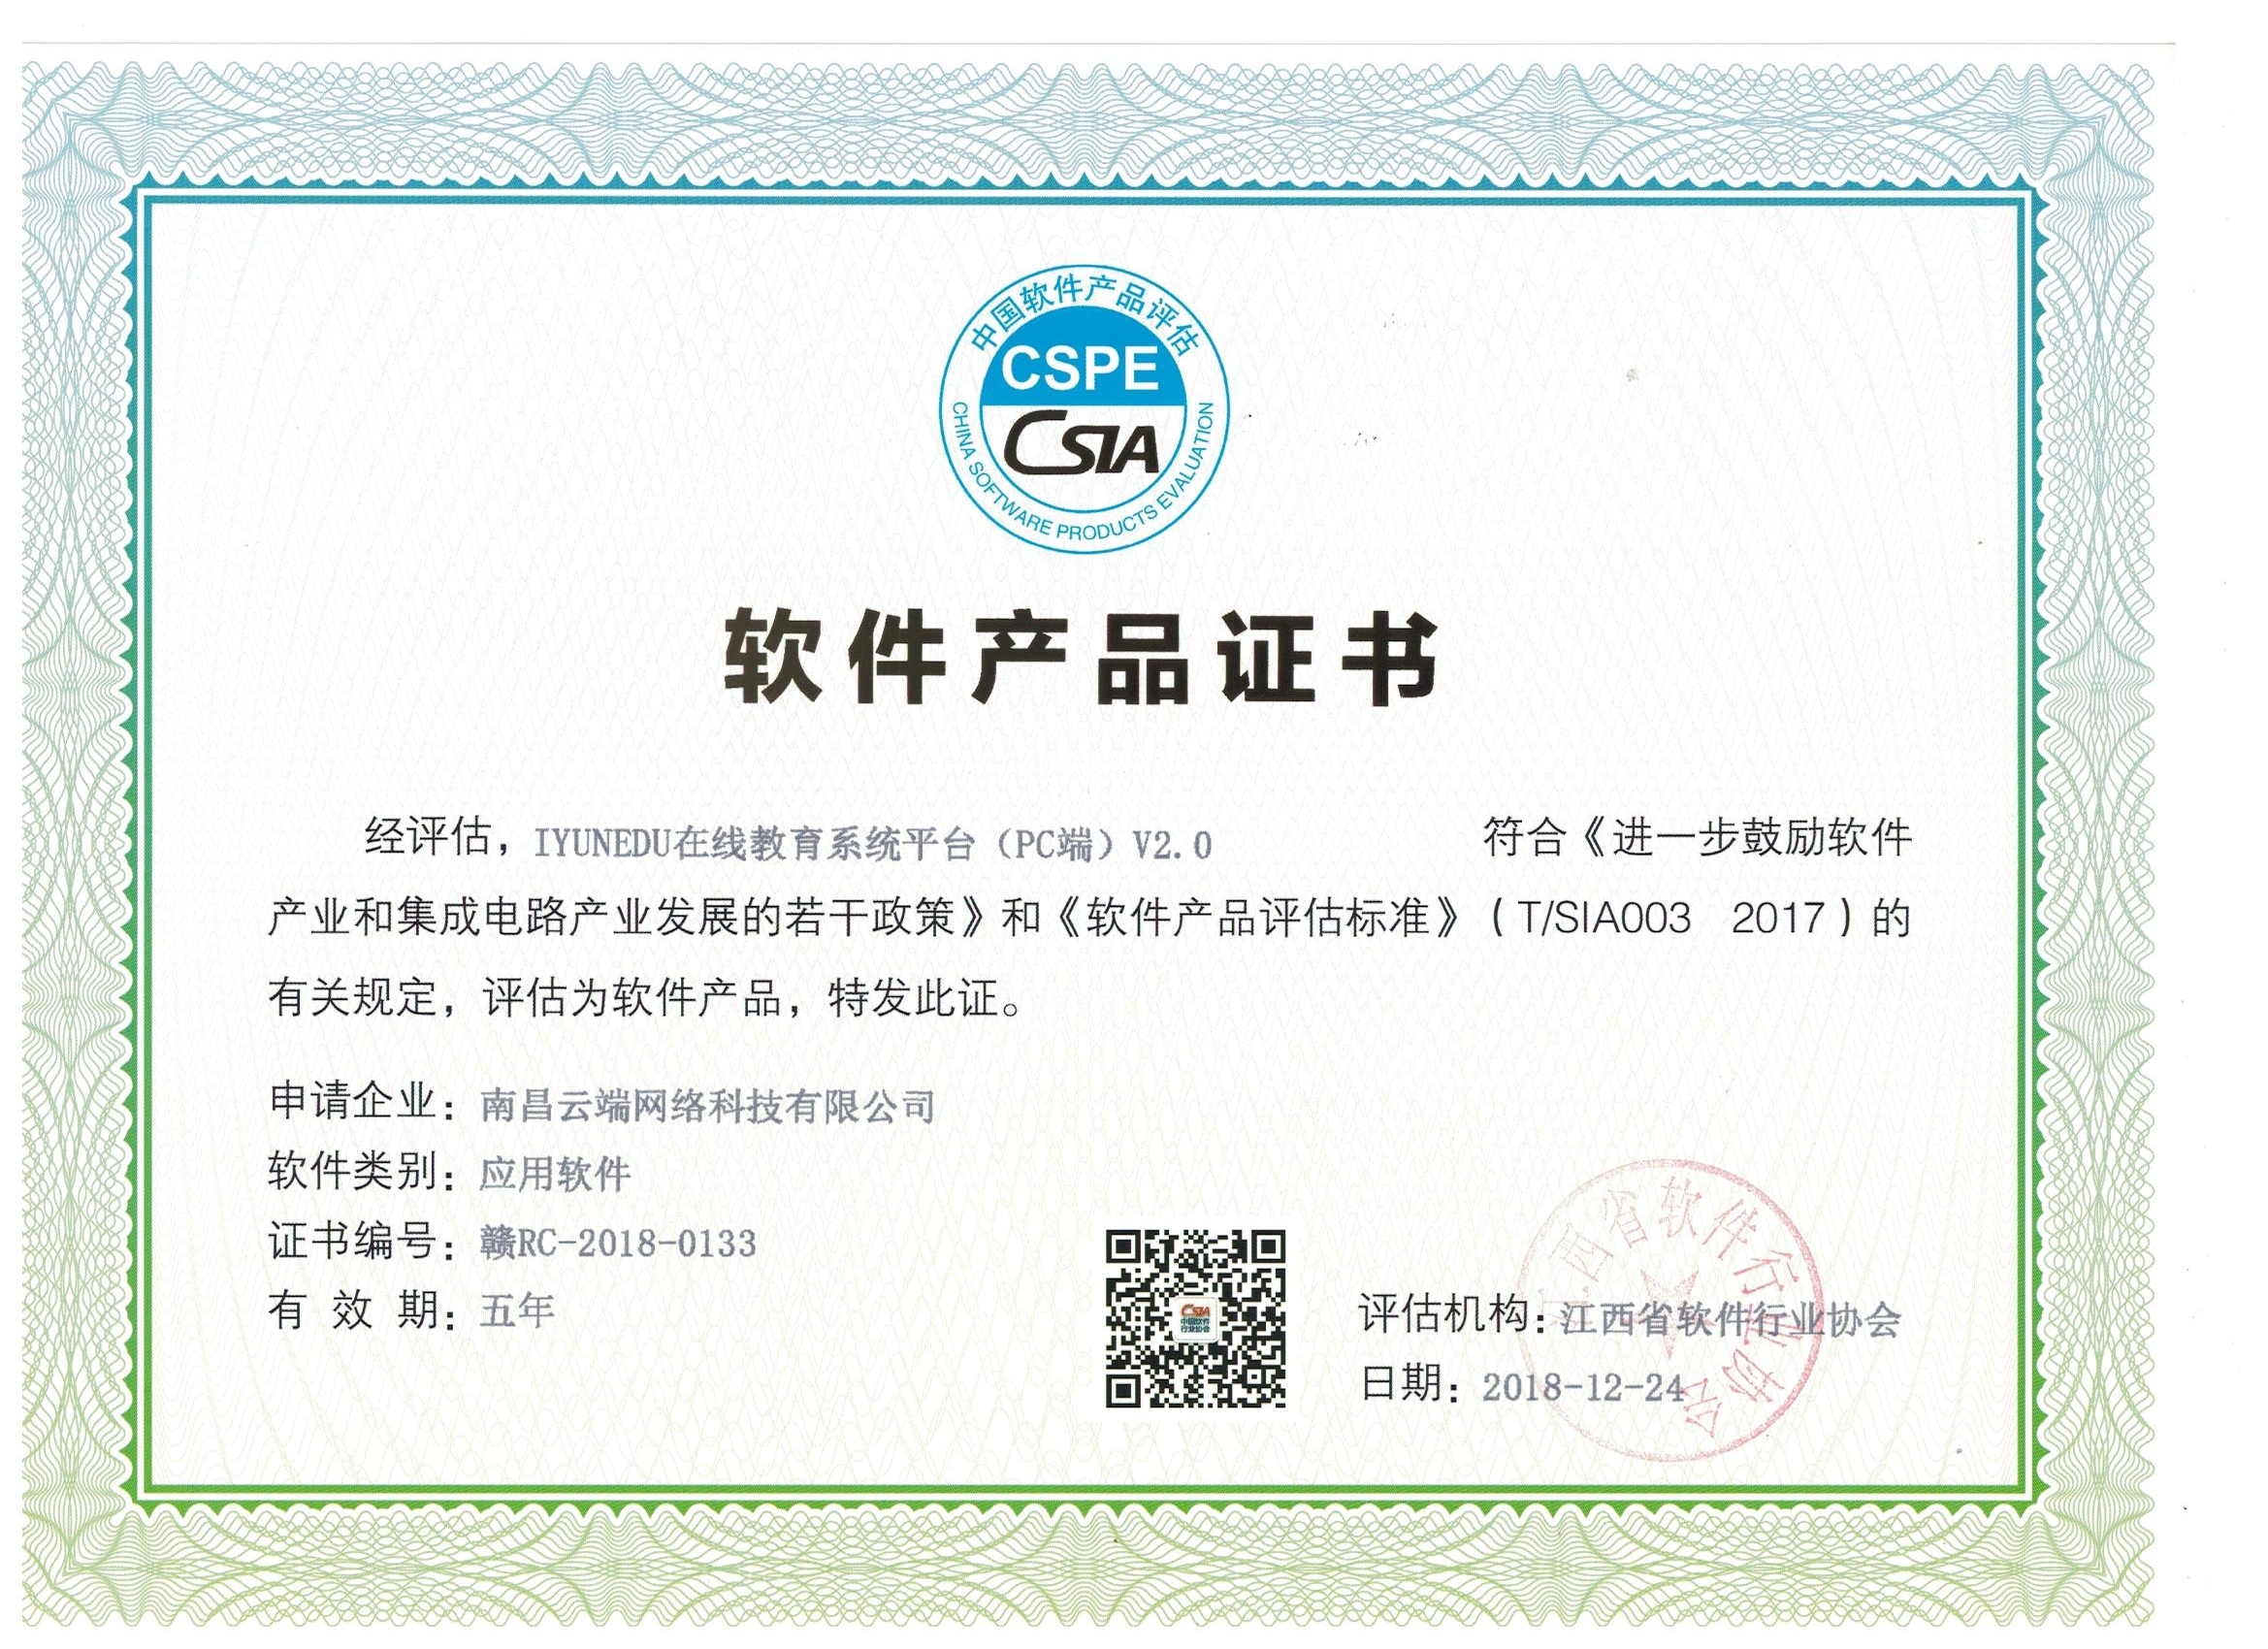 中国软件产品评估
CSPE
CSIA
CHINA SOFTWARE PRODUCTS EVALUATION
软件产品证书
经评估，IYUNEDU在线教育系统平台（PC端）V2.0 符合《进一步鼓励软件
产业和集成电路产业发展的若干政策》和《软件产品评估标准》（T/SIA003 2017）的
有关规定，评估为软件产品，特发此证。
申请企业：南昌云端网络科技有限公司
软件类别：应用软件
证书编号：赣RC-2018-0133
有 效 期：五年
CSIA
中国软件
行业协会
评估机构：江西省软件行业协会
日期：2018-12-24
江西省软件行业协会